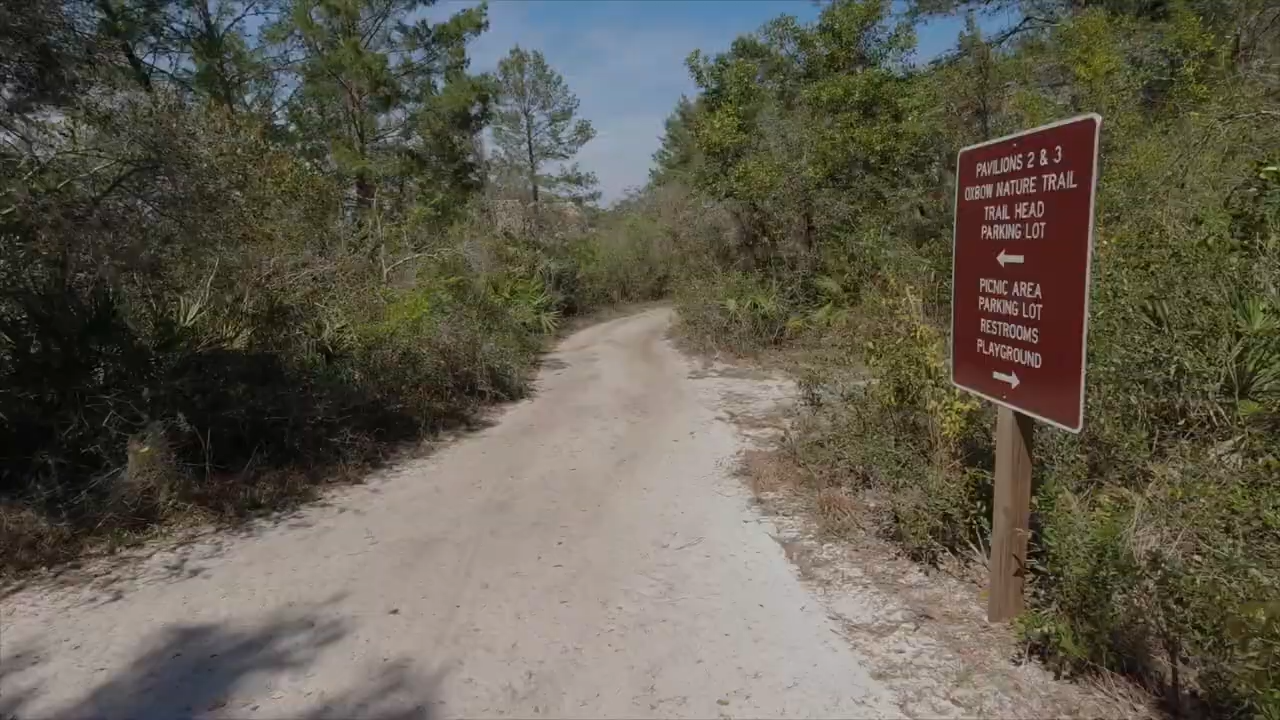 PAVILIONS 2 & 3
OXBOW NATURE TRAIL
TRAIL HEAD
PARKING LOT
PICNIC AREA
PARKING LOT
RESTROOMS
PLAYGROUND